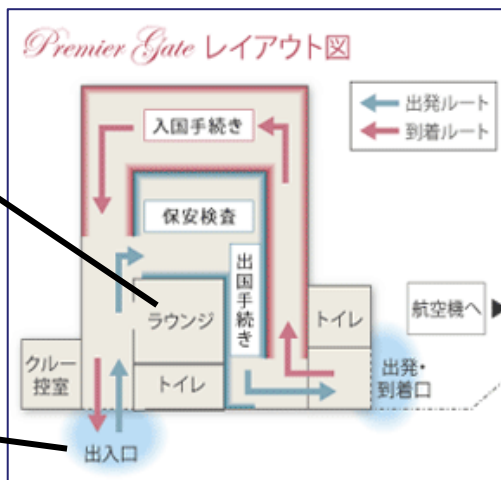 Premier Gate レイアウト図
出発ルート
到着ルート
入国手続き
保安検査
出国手続き
ラウンジ
トイレ
トイレ
航空機へ
クルー
控室
出発・
到着口
出入口